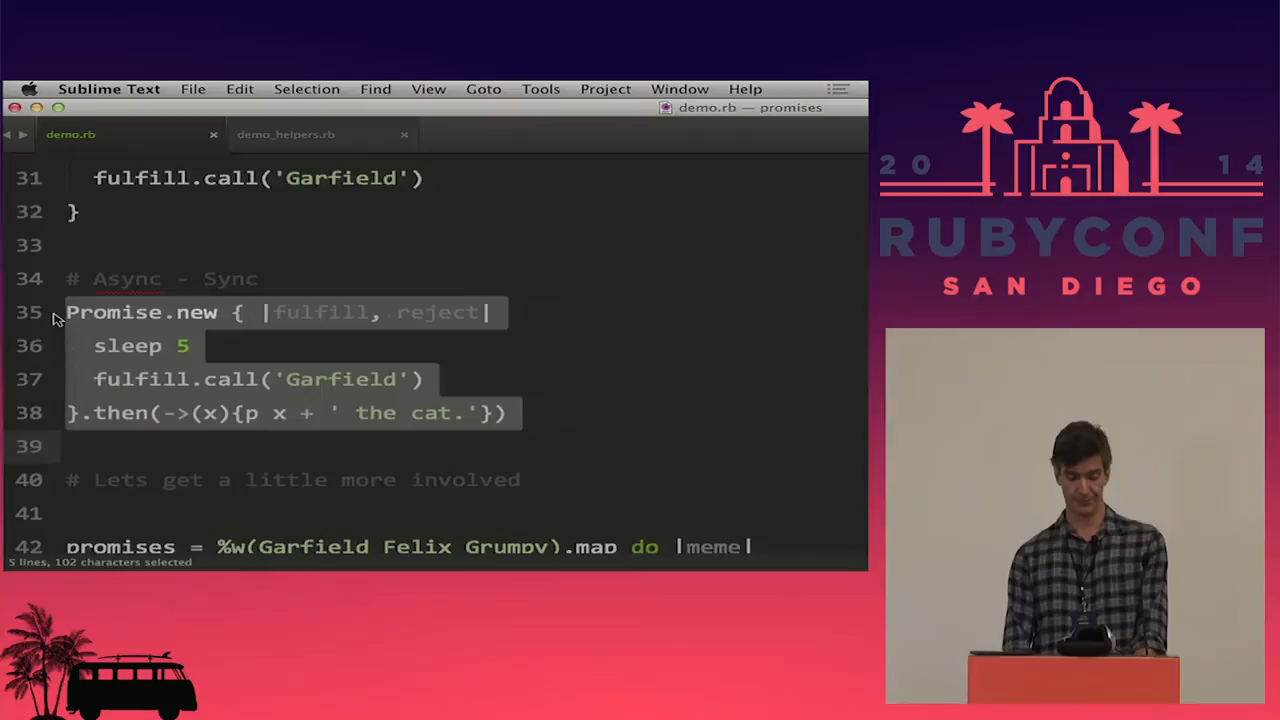 Sublime Text File Edit Selection Find View Goto Tools Project Window Help
demo.rb — promises
demo.rb × demo_helpers.rb ×
31 fulfill.call('Garfield')
32 }
33
34 # Async - Sync
35 Promise.new { |fulfill, reject|
36 sleep 5
37 fulfill.call('Garfield')
38 }.then(->(x){p x + ' the cat.'})
39
40 # Lets get a little more involved
41
42 promises = %w(Garfield Felix Grumpy).map do |meme|
5 lines, 102 characters selected
20 14
RUBYCONF
SAN DIEGO